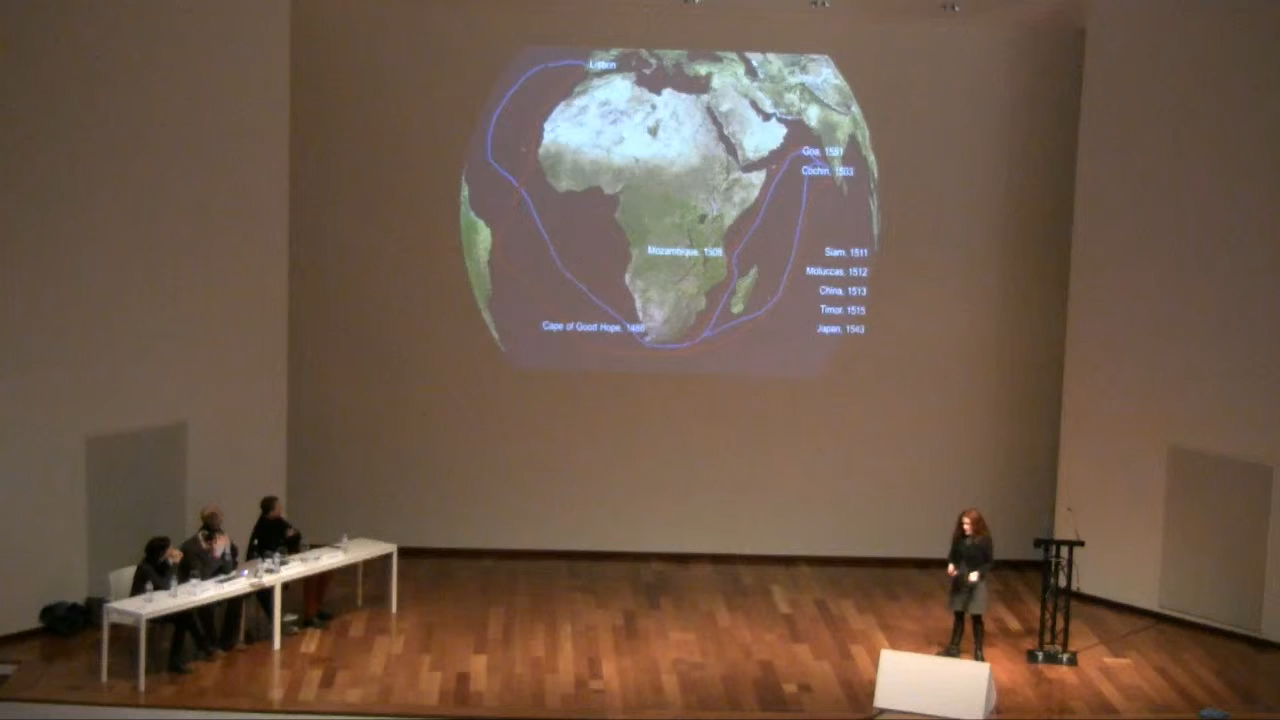 Lisbon
Goa, 1551
Cochin, 1503
Mozambique, 1505
Siam, 1511
Moluccas, 1512
China, 1513
Timor, 1515
Cape of Good Hope, 1488
Japan, 1543